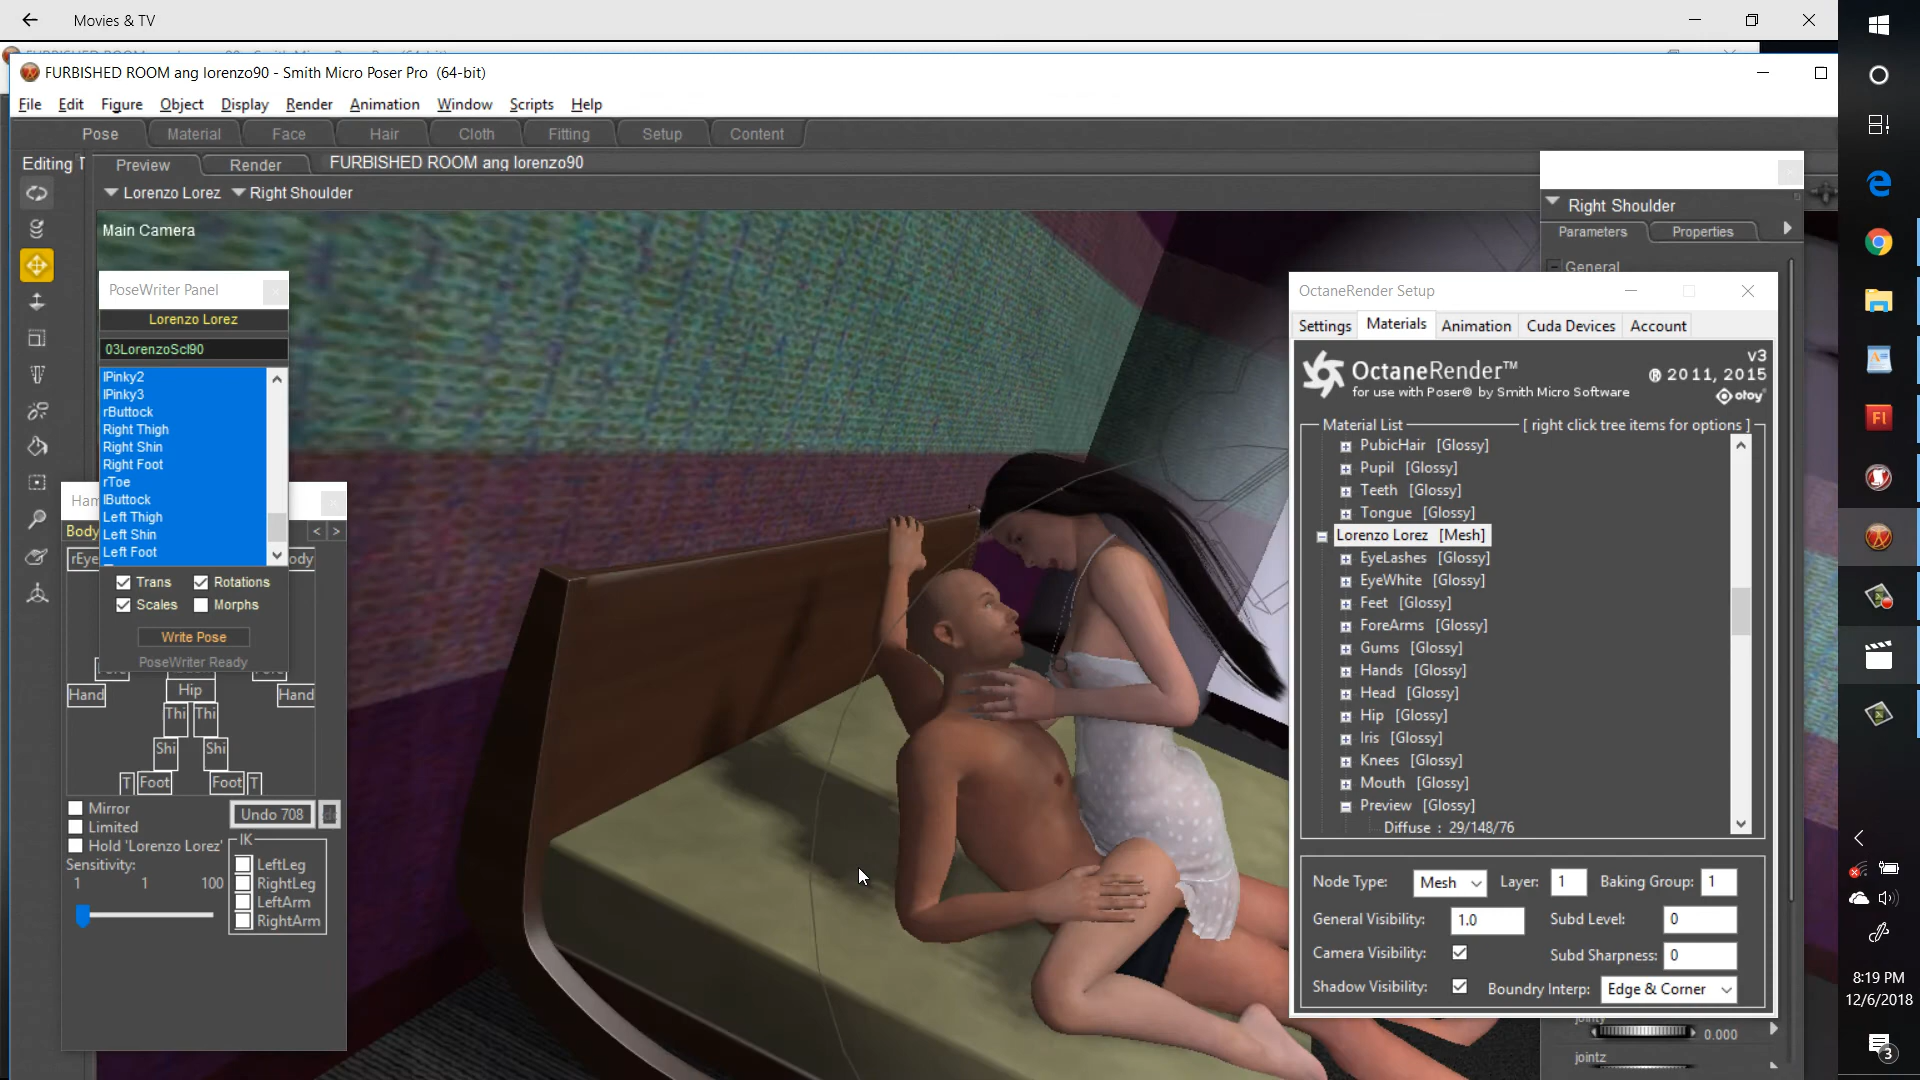 Movies & TV
FURBISHED ROOM ang lorenzo90 - Smith Micro Poser Pro (64-bit)
File Edit Figure Object Display Render Animation Window Scripts Help
Pose Material Face Hair Cloth Fitting Setup Content
Editing
Preview Render FURBISHED ROOM ang lorenzo90
Lorenzo Lorez Right Shoulder
Main Camera
PoseWriter Panel
Lorenzo Lorez
03LorenzoScl90
lPinky2
lPinky3
rButtock
Right Thigh
Right Shin
Right Foot
rToe
lButtock
Left Thigh
Left Shin
Left Foot
Trans Rotations
Scales Morphs
Write Pose
PoseWriter Ready
Body
< >
Hand Hip Hand
Thi Thi
Shi Shi
T Foot Foot T
Mirror
Limited
Hold 'Lorenzo Lorez'
Undo 708
Sensitivity:
1 1 100
IK
LeftLeg
RightLeg
LeftArm
RightArm
Right Shoulder
Parameters Properties
General
OctaneRender Setup
Settings Materials Animation Cuda Devices Account
OctaneRender™
for use with Poser® by Smith Micro Software
v3
® 2011, 2015
otoy
Material List [ right click tree items for options ]
PubicHair [Glossy]
Pupil [Glossy]
Teeth [Glossy]
Tongue [Glossy]
Lorenzo Lorez [Mesh]
EyeLashes [Glossy]
EyeWhite [Glossy]
Feet [Glossy]
ForeArms [Glossy]
Gums [Glossy]
Hands [Glossy]
Head [Glossy]
Hip [Glossy]
Iris [Glossy]
Knees [Glossy]
Mouth [Glossy]
Preview [Glossy]
Diffuse : 29/148/76
Node Type: Mesh Layer: 1 Baking Group: 1
General Visibility: 1.0 Subd Level: 0
Camera Visibility: Subd Sharpness: 0
Shadow Visibility: Boundry Interp: Edge & Corner
0.000
jointz
8:19 PM
12/6/2018
3